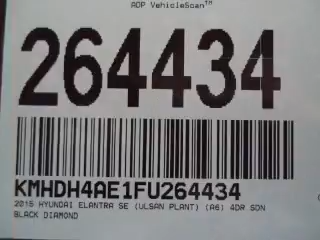 ADP VehicleScan™
264434
KMHDH4AE1FU264434
2015 HYUNDAI ELANTRA SE (ULSAN PLANT) (A6) 4DR SDN
BLACK DIAMOND